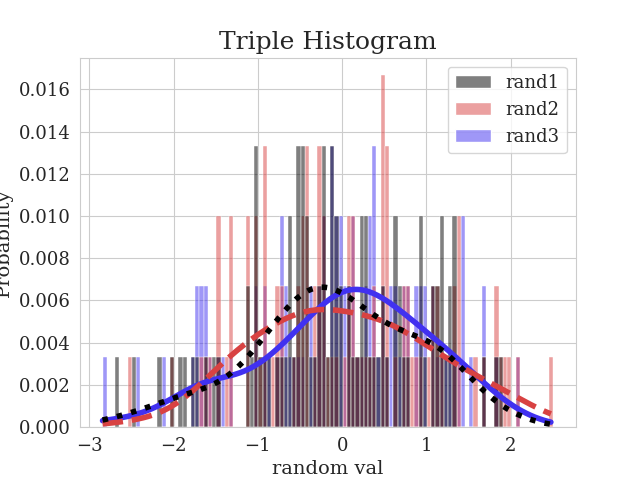 Triple Histogram
rand1
rand2
rand3
0.016
0.014
0.012
0.010
0.008
0.006
0.004
0.002
0.000
Probability
−3
−2
−1
0
1
2
random val